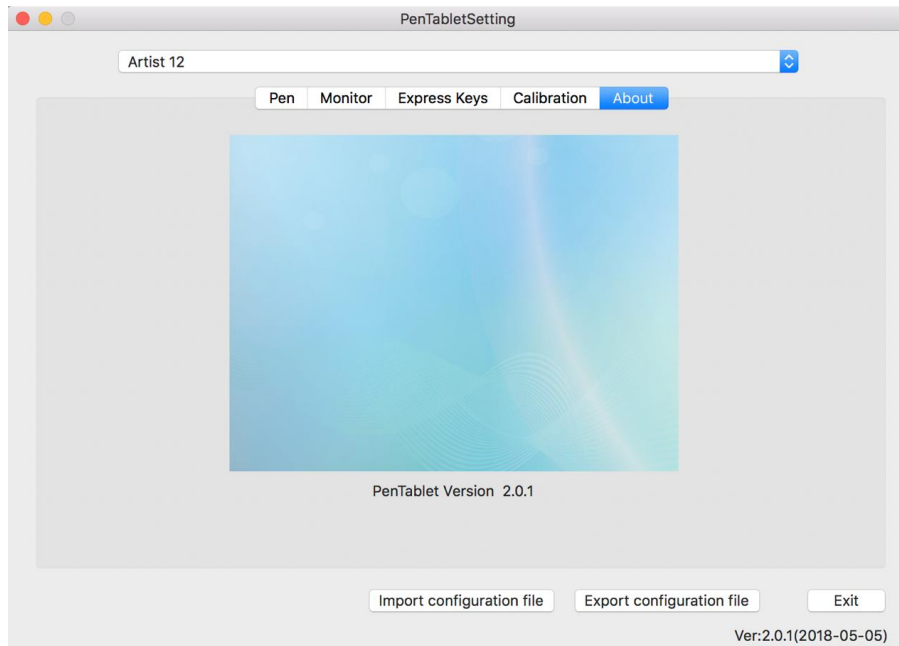 PenTabletSetting
Artist 12
Pen Monitor Express Keys Calibration About
PenTablet Version 2.0.1
Import configuration file Export configuration file Exit
Ver:2.0.1(2018-05-05)